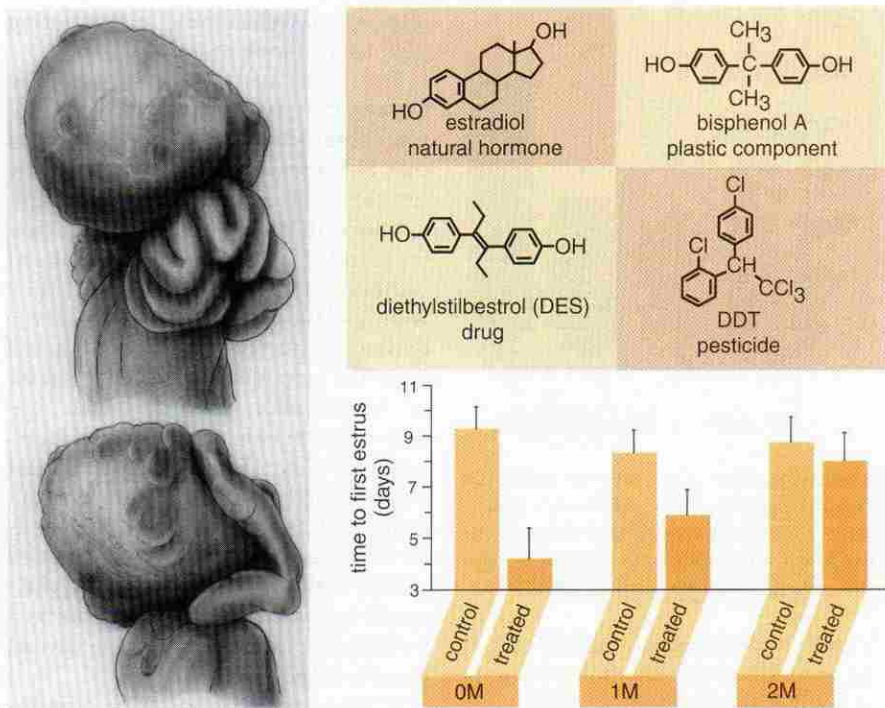 OH
HO
estradiol
natural hormone
CH3
HO
C
OH
CH3
bisphenol A
plastic component
HO
OH
diethylstilbestrol (DES)
drug
Cl
Cl
CH
CCl3
DDT
pesticide
time to first estrus
(days)
11
9
7
5
3
control
treated
control
treated
control
treated
0M
1M
2M